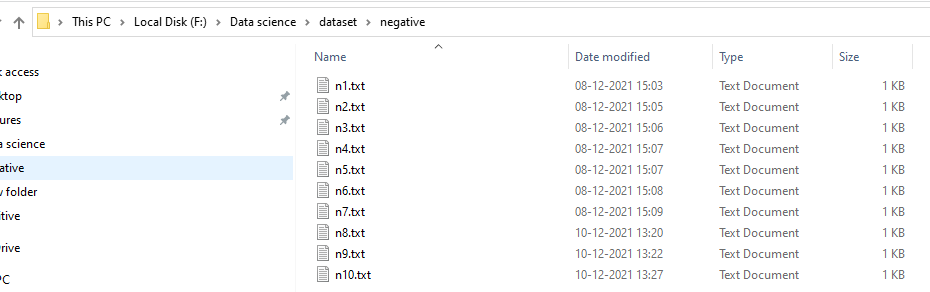 This PC > Local Disk (F:) > Data science > dataset > negative
Name Date modified Type Size
t access
ktop
ures
a science
ative
v folder
itive
rive
PC
n1.txt 08-12-2021 15:03 Text Document 1 KB
n2.txt 08-12-2021 15:05 Text Document 1 KB
n3.txt 08-12-2021 15:06 Text Document 1 KB
n4.txt 08-12-2021 15:07 Text Document 1 KB
n5.txt 08-12-2021 15:07 Text Document 1 KB
n6.txt 08-12-2021 15:08 Text Document 1 KB
n7.txt 08-12-2021 15:09 Text Document 1 KB
n8.txt 10-12-2021 13:20 Text Document 1 KB
n9.txt 10-12-2021 13:22 Text Document 1 KB
n10.txt 10-12-2021 13:27 Text Document 1 KB